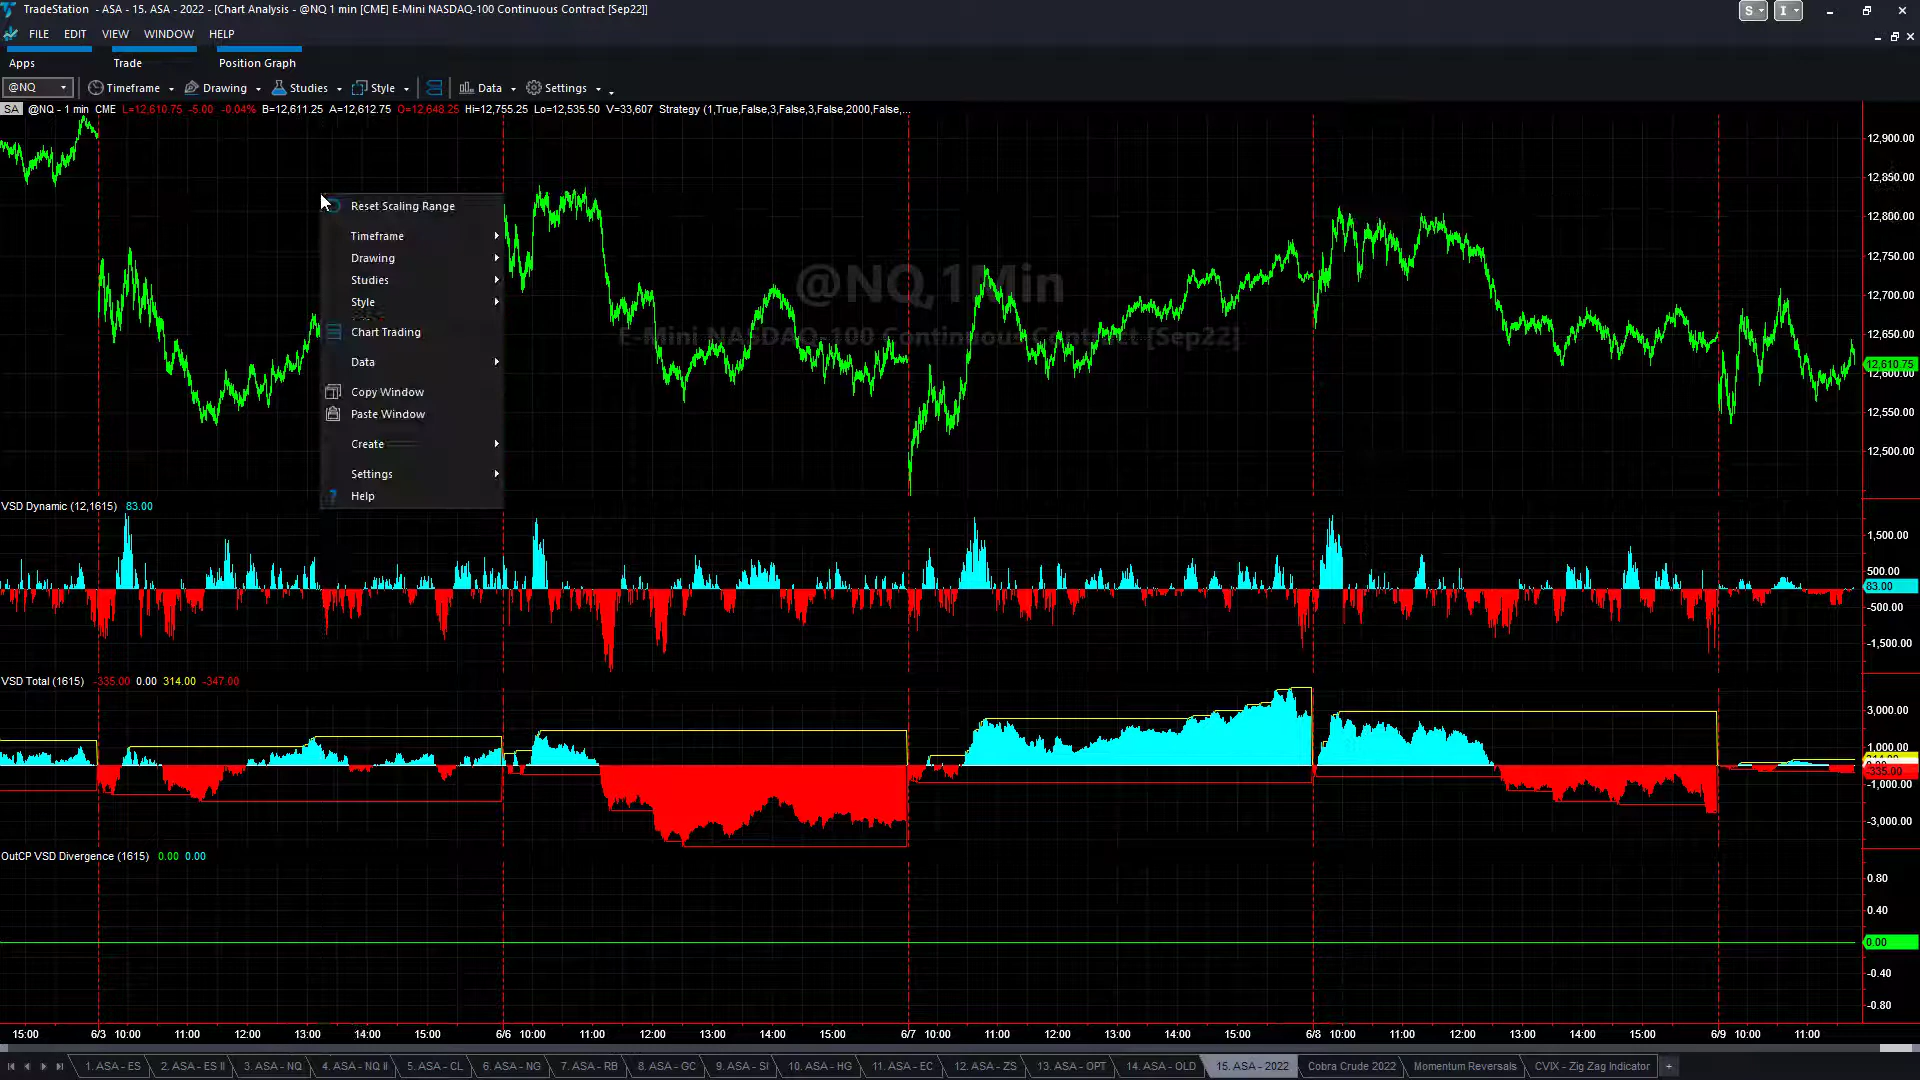 TradeStation - ASA - 15. ASA - 2022 - [Chart Analysis - @NQ 1 min [CME] E-Mini NASDAQ-100 Continuous Contract [Sep22]]
S I
FILE EDIT VIEW WINDOW HELP
Apps Trade Position Graph
@NQ Timeframe Drawing Studies Style Data Settings
SA @NQ - 1 min CME L=12,610.75 -5.00 -0.04% B=12,611.25 A=12,612.75 O=12,648.25 Hi=12,755.25 Lo=12,535.50 V=33,607 Strategy (1,True,False,3,False,3,False,2000,False,...
12,900.00
12,850.00
12,800.00
12,750.00
12,700.00
12,650.00
12,610.75
12,600.00
12,550.00
12,500.00
@NQ,1Min
E-Mini NASDAQ-100 Continuous Contract [Sep22]
Reset Scaling Range
Timeframe
Drawing
Studies
Style
Chart Trading
Data
Copy Window
Paste Window
Create
Settings
Help
VSD Dynamic (12,1615) 83.00
1,500.00
500.00
83.00
-500.00
-1,500.00
VSD Total (1615) -335.00 0.00 314.00 -347.00
3,000.00
1,000.00
-335.00
-1,000.00
-3,000.00
OutCP VSD Divergence (1615) 0.00 0.00
0.80
0.40
0.00
-0.40
-0.80
15:00 6/3 10:00 11:00 12:00 13:00 14:00 15:00 6/6 10:00 11:00 12:00 13:00 14:00 15:00 6/7 10:00 11:00 12:00 13:00 14:00 15:00 6/8 10:00 11:00 12:00 13:00 14:00 15:00 6/9 10:00 11:00
1. ASA - ES 2. ASA - ES II 3. ASA - NQ 4. ASA - NQ II 5. ASA - CL 6. ASA - NG 7. ASA - RB 8. ASA - GC 9. ASA - SI 10. ASA - HG 11. ASA - EC 12. ASA - ZS 13. ASA - OPT 14. ASA - OLD 15. ASA - 2022 Cobra Crude 2022 Momentum Reversals CVIX - Zig Zag Indicator +